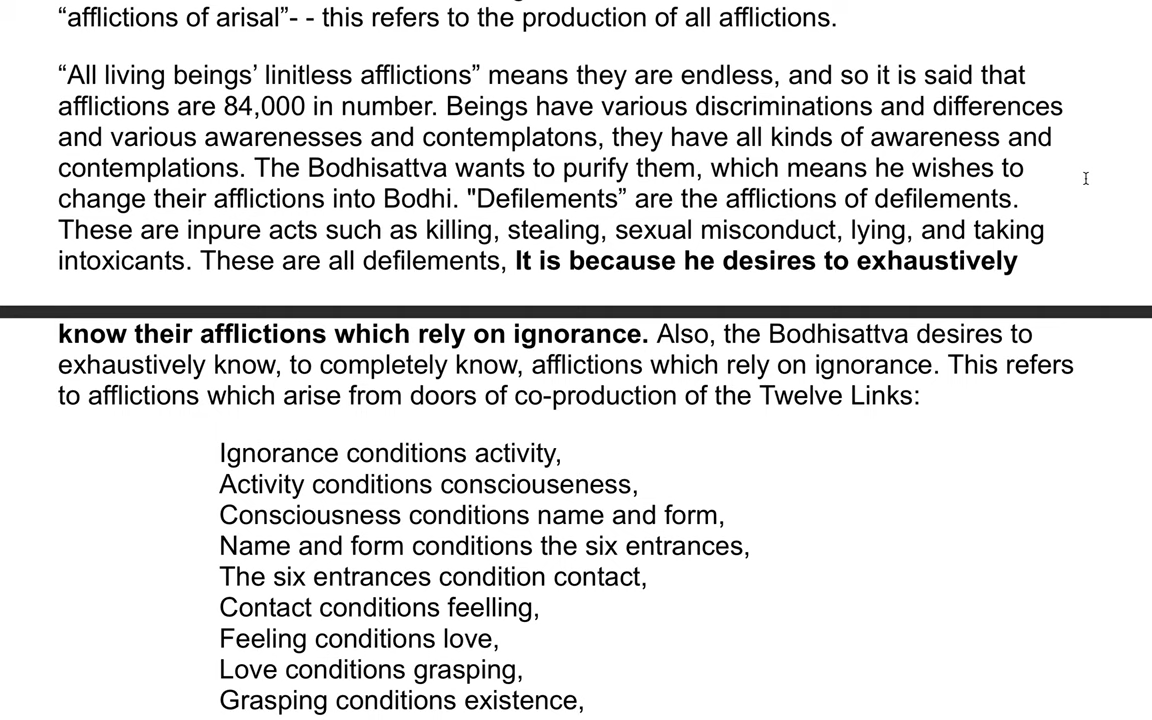 “afflictions of arisal”- - this refers to the production of all afflictions.
“All living beings’ linitless afflictions” means they are endless, and so it is said that
afflictions are 84,000 in number. Beings have various discriminations and differences
and various awarenesses and contemplatons, they have all kinds of awareness and
contemplations. The Bodhisattva wants to purify them, which means he wishes to
change their afflictions into Bodhi. "Defilements” are the afflictions of defilements.
These are inpure acts such as killing, stealing, sexual misconduct, lying, and taking
intoxicants. These are all defilements, It is because he desires to exhaustively
know their afflictions which rely on ignorance. Also, the Bodhisattva desires to
exhaustively know, to completely know, afflictions which rely on ignorance. This refers
to afflictions which arise from doors of co-production of the Twelve Links:
Ignorance conditions activity,
Activity conditions consciouseness,
Consciousness conditions name and form,
Name and form conditions the six entrances,
The six entrances condition contact,
Contact conditions feelling,
Feeling conditions love,
Love conditions grasping,
Grasping conditions existence,